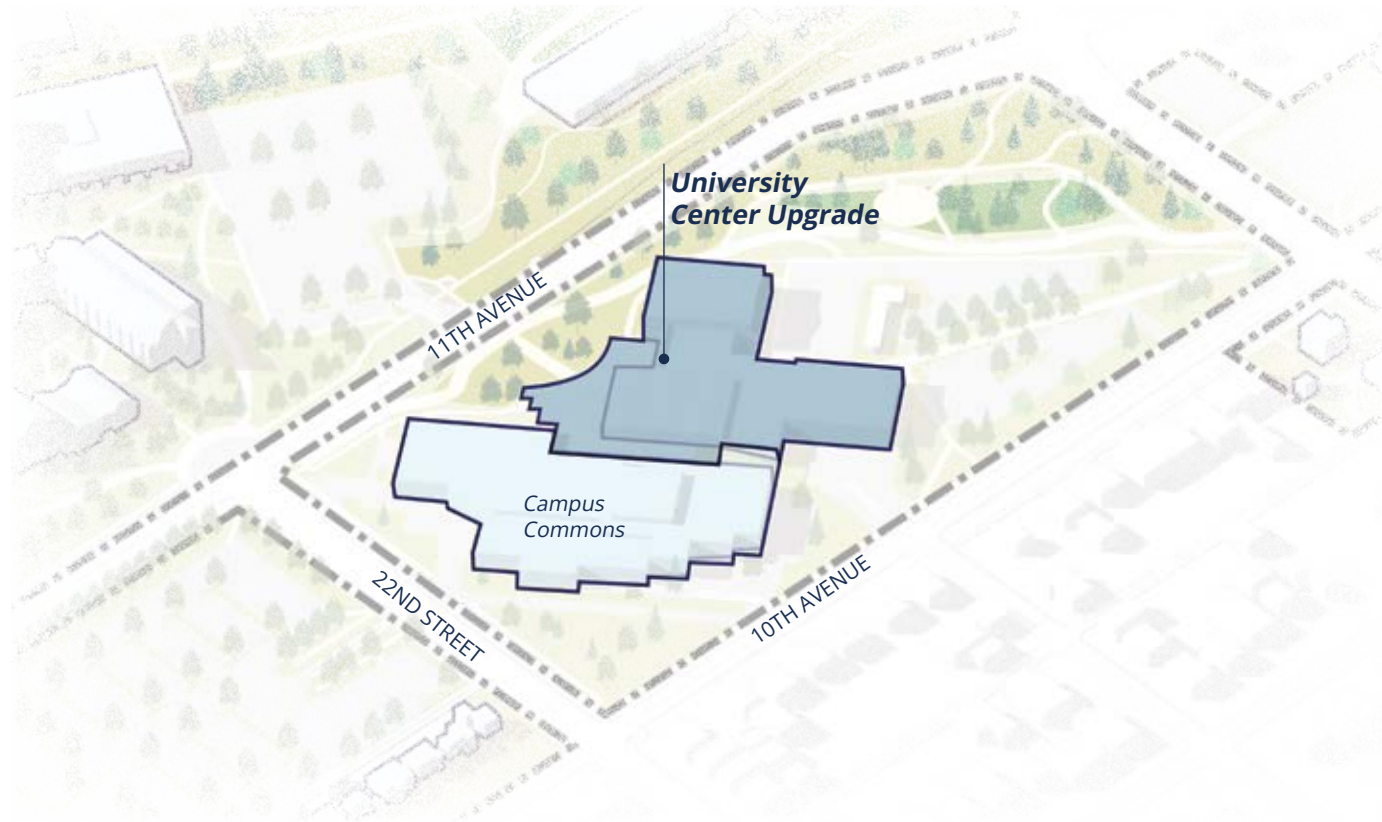 University
Center Upgrade
11TH AVENUE
Campus
Commons
22ND STREET
10TH AVENUE